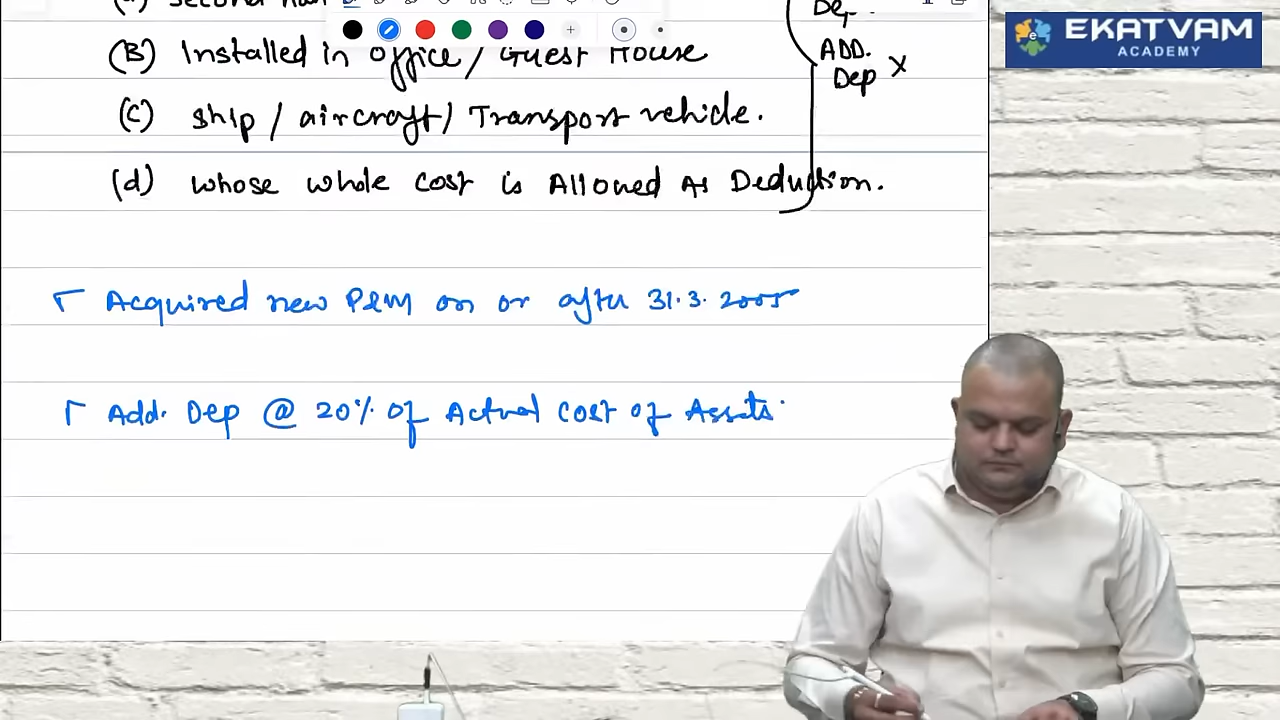 (B) Installed in office / Guest House
(c) ship / aircraft / Transport vehicle.
(d) whose whole cost is Allowed As Deduction.
Dep.
ADD.
Dep X
Acquired new P&M on or after 31.3.2005
Add. Dep @ 20% of Actual cost of Assets.
EKATVAM
ACADEMY